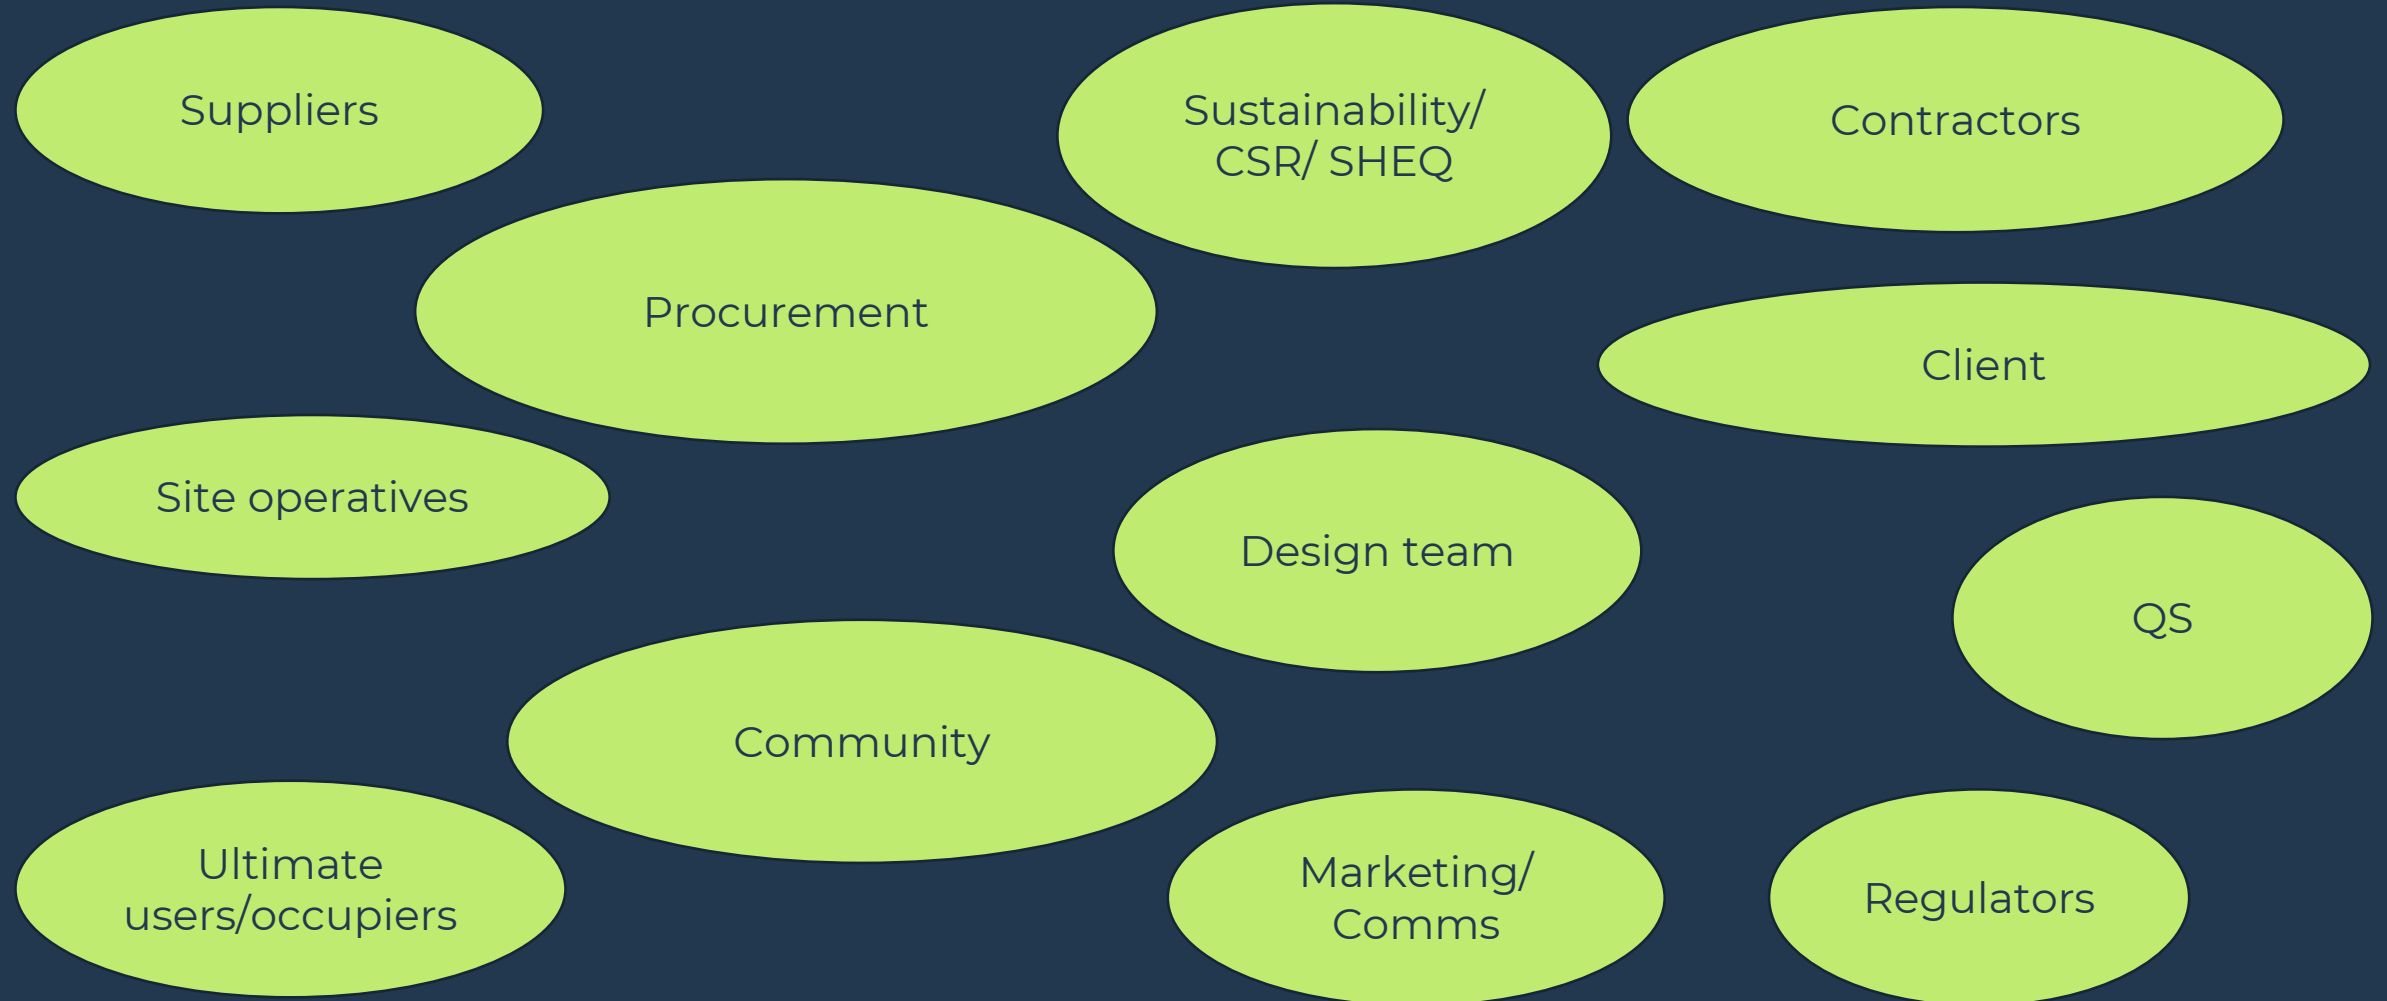 Suppliers
Sustainability/
CSR/ SHEQ
Contractors
Procurement
Client
Site operatives
Design team
QS
Community
Ultimate
users/occupiers
Marketing/
Comms
Regulators